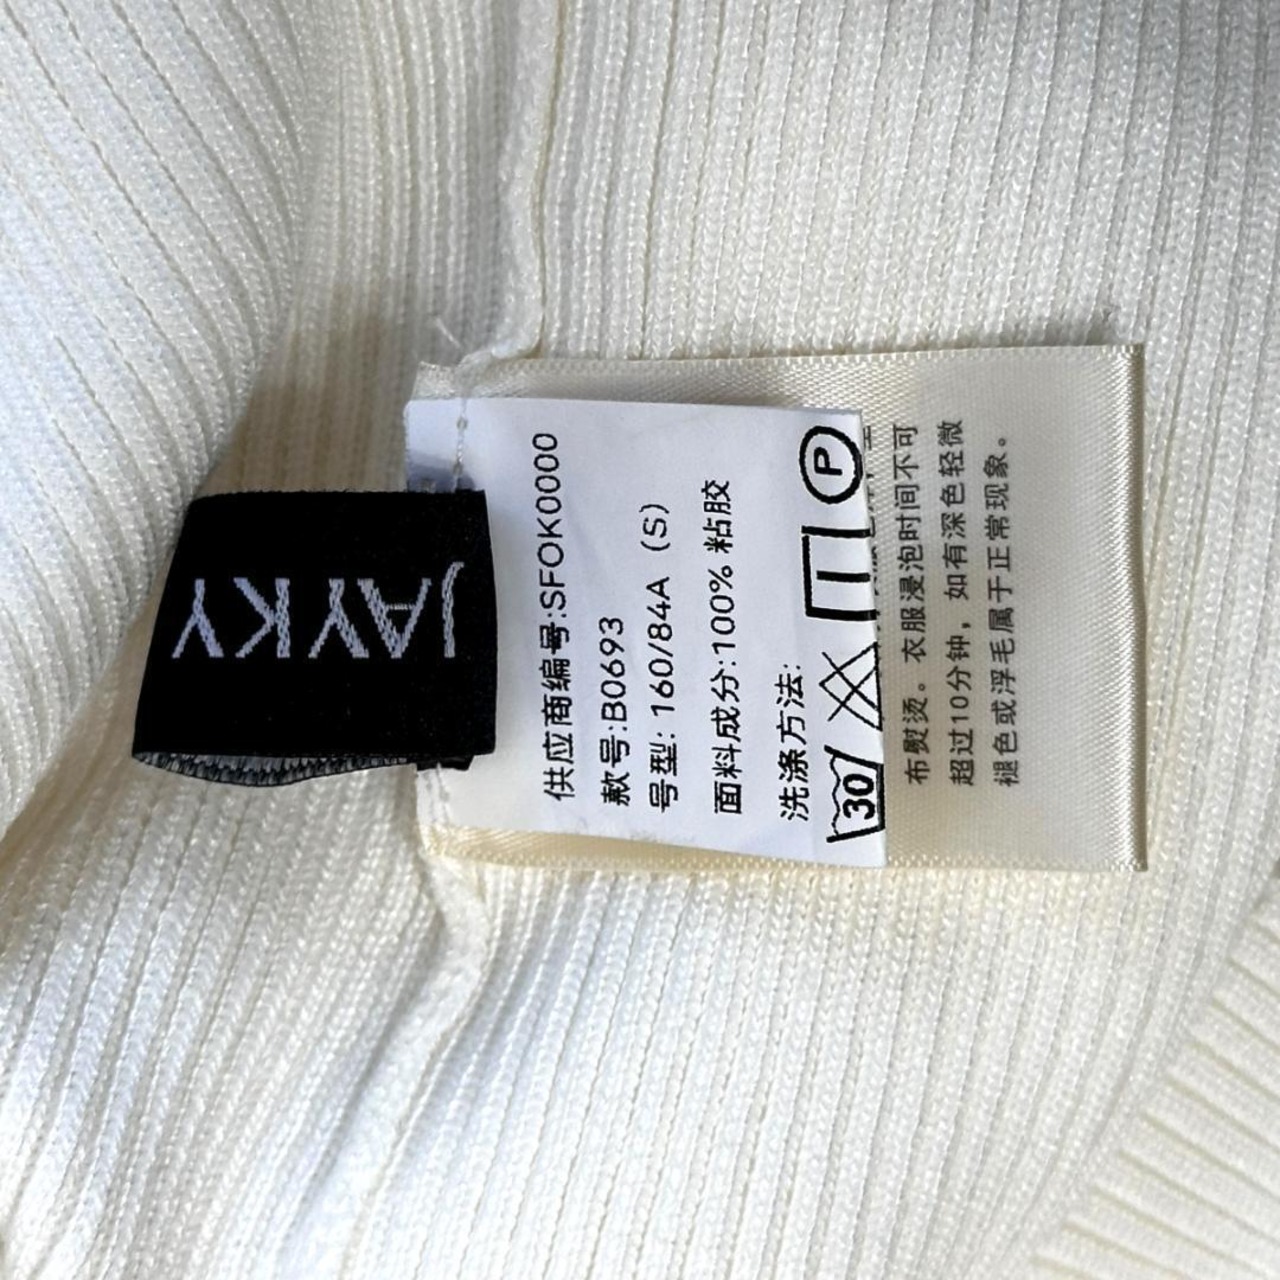 JAYKY
供应商编号:SFOK0000
款号:B0693
号型: 160/84A (S)
面料成分:100% 粘胶
洗涤方法:
30
P
布熨烫。衣服浸泡时间不可
超过10分钟，如有深色轻微
褪色或浮毛属于正常现象。